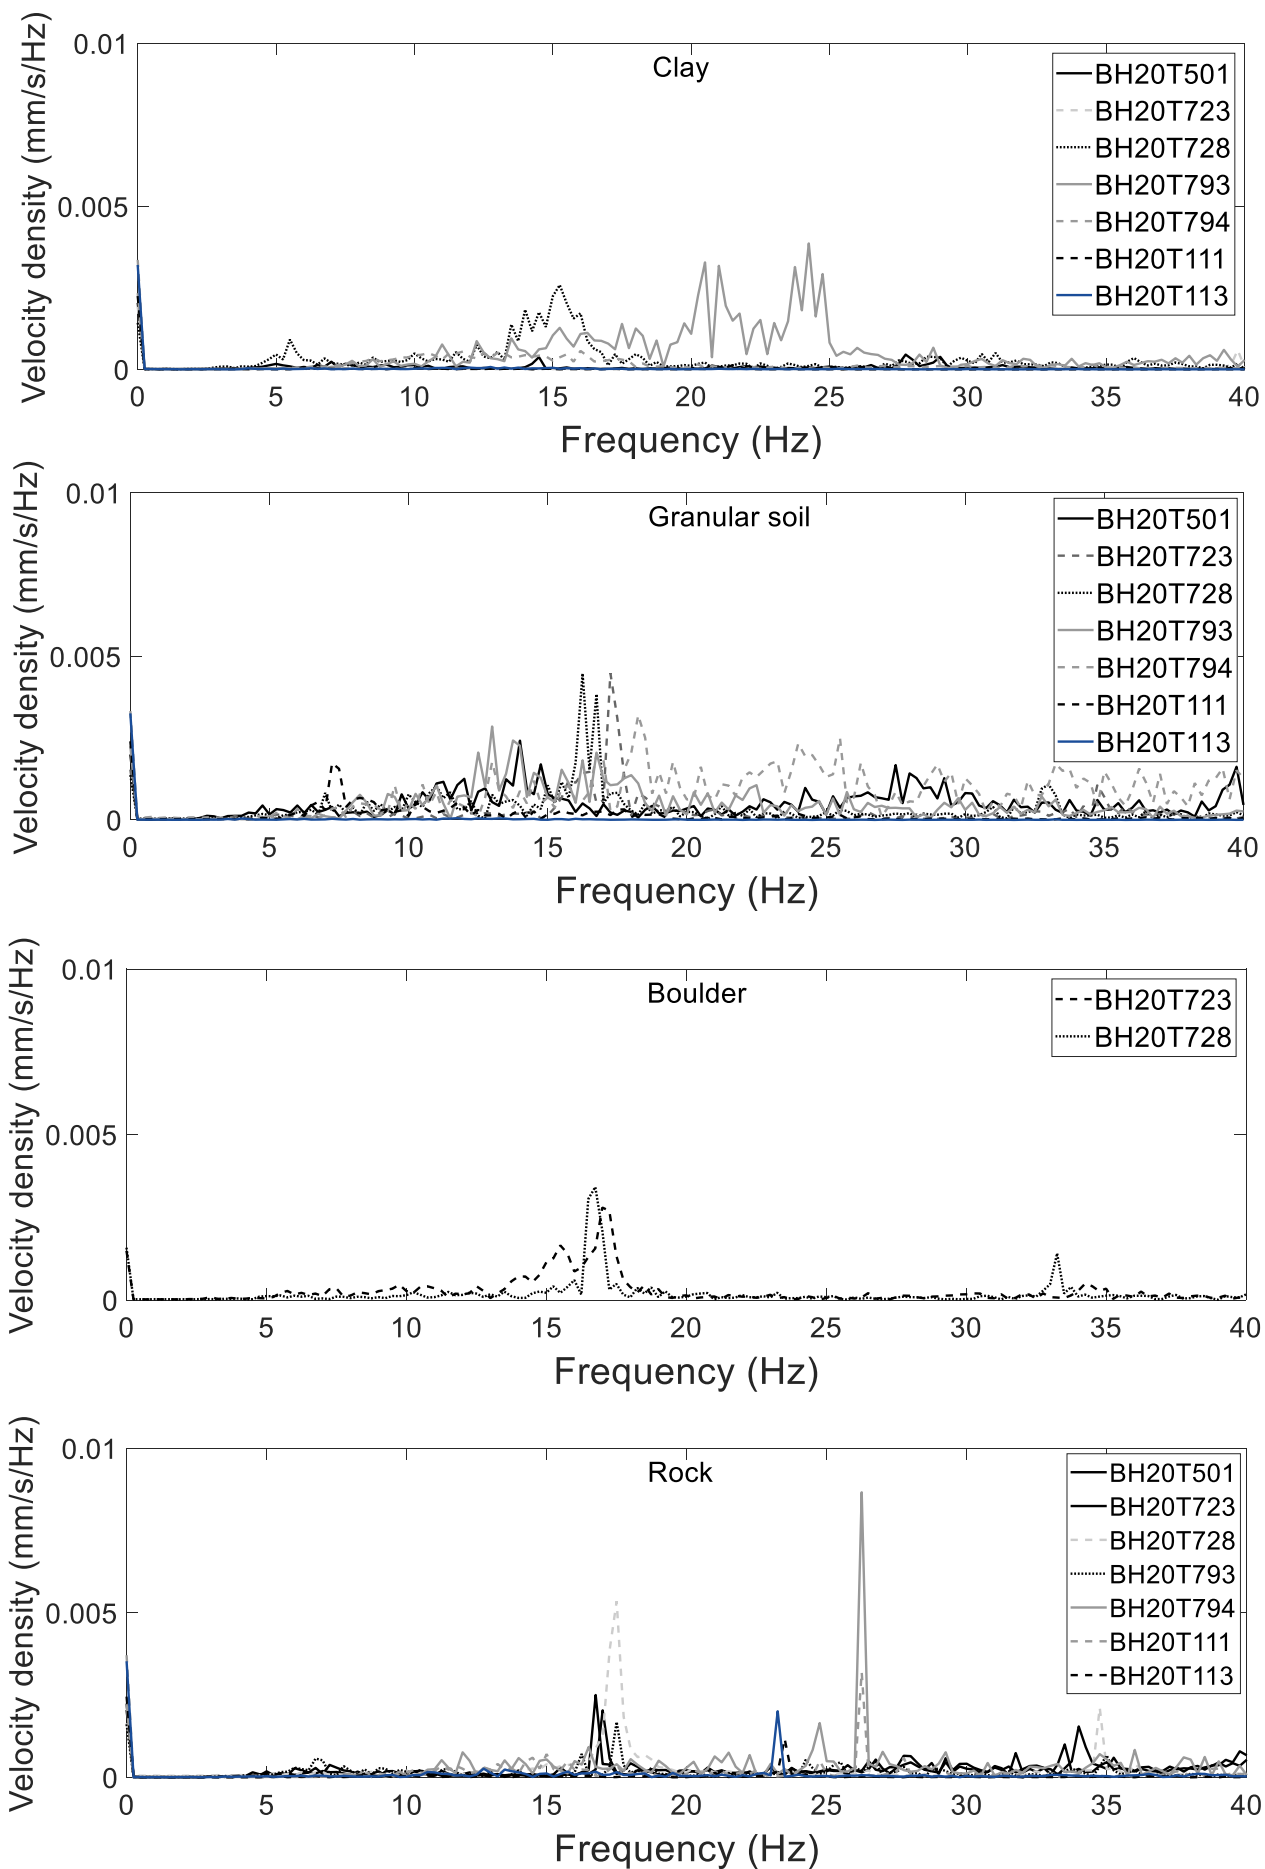 Velocity density (mm/s/Hz)
0.01
0.005
0
Clay
BH20T501
BH20T723
BH20T728
BH20T793
BH20T794
BH20T111
BH20T113
0 5 10 15 20 25 30 35 40
Frequency (Hz)
Velocity density (mm/s/Hz)
0.01
0.005
0
Granular soil
BH20T501
BH20T723
BH20T728
BH20T793
BH20T794
BH20T111
BH20T113
0 5 10 15 20 25 30 35 40
Frequency (Hz)
Velocity density (mm/s/Hz)
0.01
0.005
0
Boulder
BH20T723
BH20T728
0 5 10 15 20 25 30 35 40
Frequency (Hz)
Velocity density (mm/s/Hz)
0.01
0.005
0
Rock
BH20T501
BH20T723
BH20T728
BH20T793
BH20T794
BH20T111
BH20T113
0 5 10 15 20 25 30 35 40
Frequency (Hz)